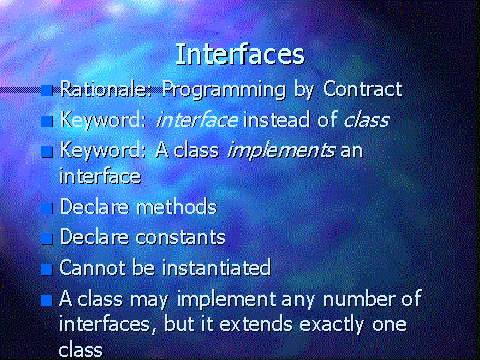 Interfaces
Rationale: Programming by Contract
Keyword: interface instead of class
Keyword: A class implements an
interface
Declare methods
Declare constants
Cannot be instantiated
A class may implement any number of
interfaces, but it extends exactly one
class